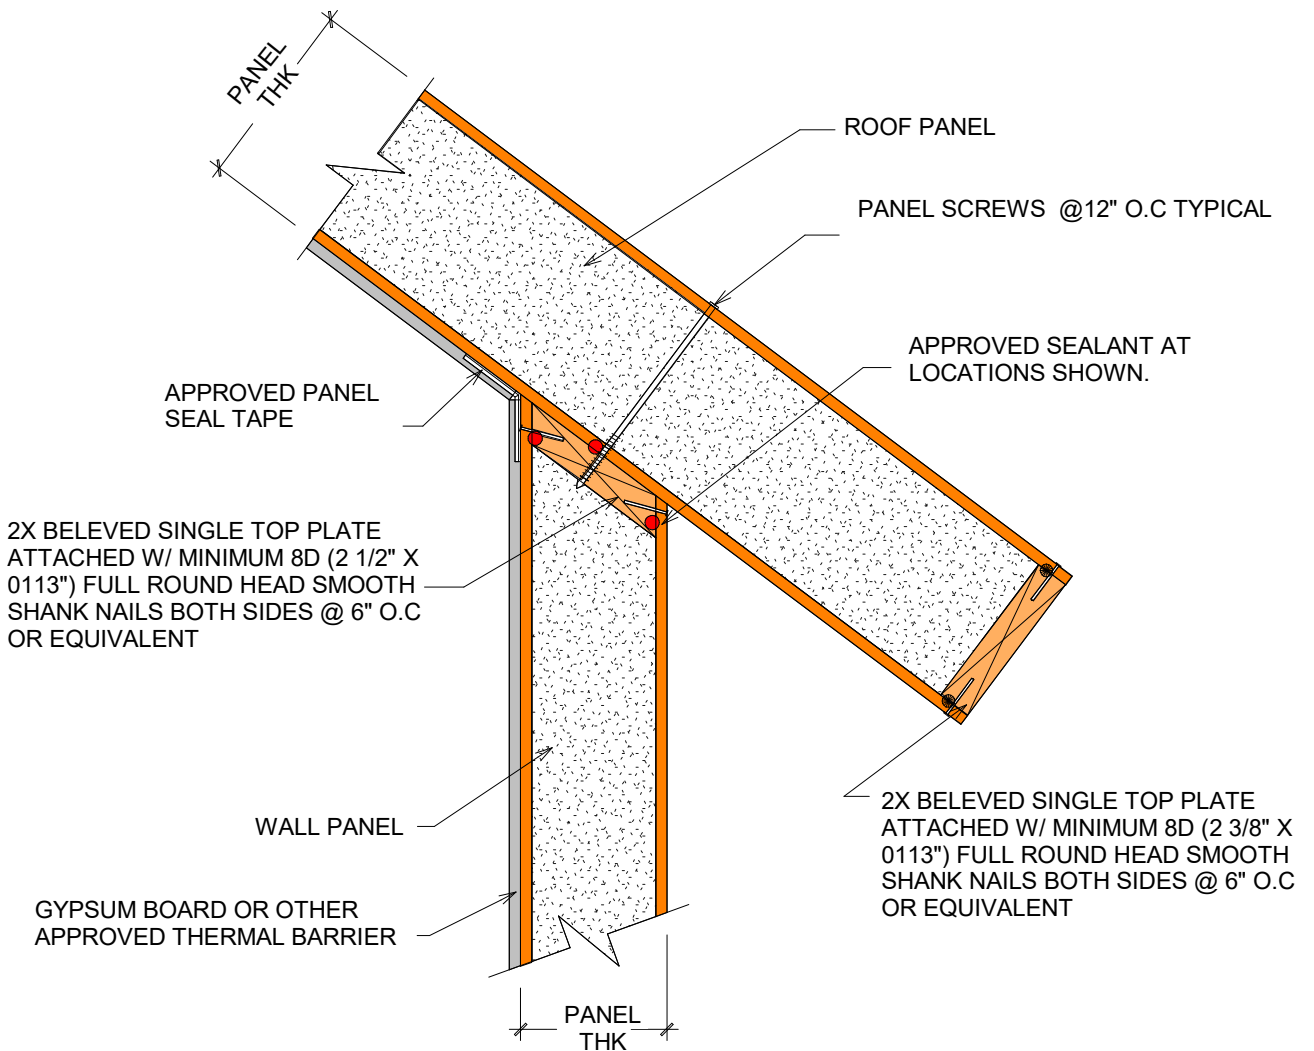 PANEL
THK
ROOF PANEL
PANEL SCREWS @12" O.C TYPICAL
APPROVED SEALANT AT
LOCATIONS SHOWN.
APPROVED PANEL
SEAL TAPE
2X BELEVED SINGLE TOP PLATE
ATTACHED W/ MINIMUM 8D (2 1/2" X
0113") FULL ROUND HEAD SMOOTH
SHANK NAILS BOTH SIDES @ 6" O.C
OR EQUIVALENT
WALL PANEL
2X BELEVED SINGLE TOP PLATE
ATTACHED W/ MINIMUM 8D (2 3/8" X
0113") FULL ROUND HEAD SMOOTH
SHANK NAILS BOTH SIDES @ 6" O.C
OR EQUIVALENT
GYPSUM BOARD OR OTHER
APPROVED THERMAL BARRIER
PANEL
THK